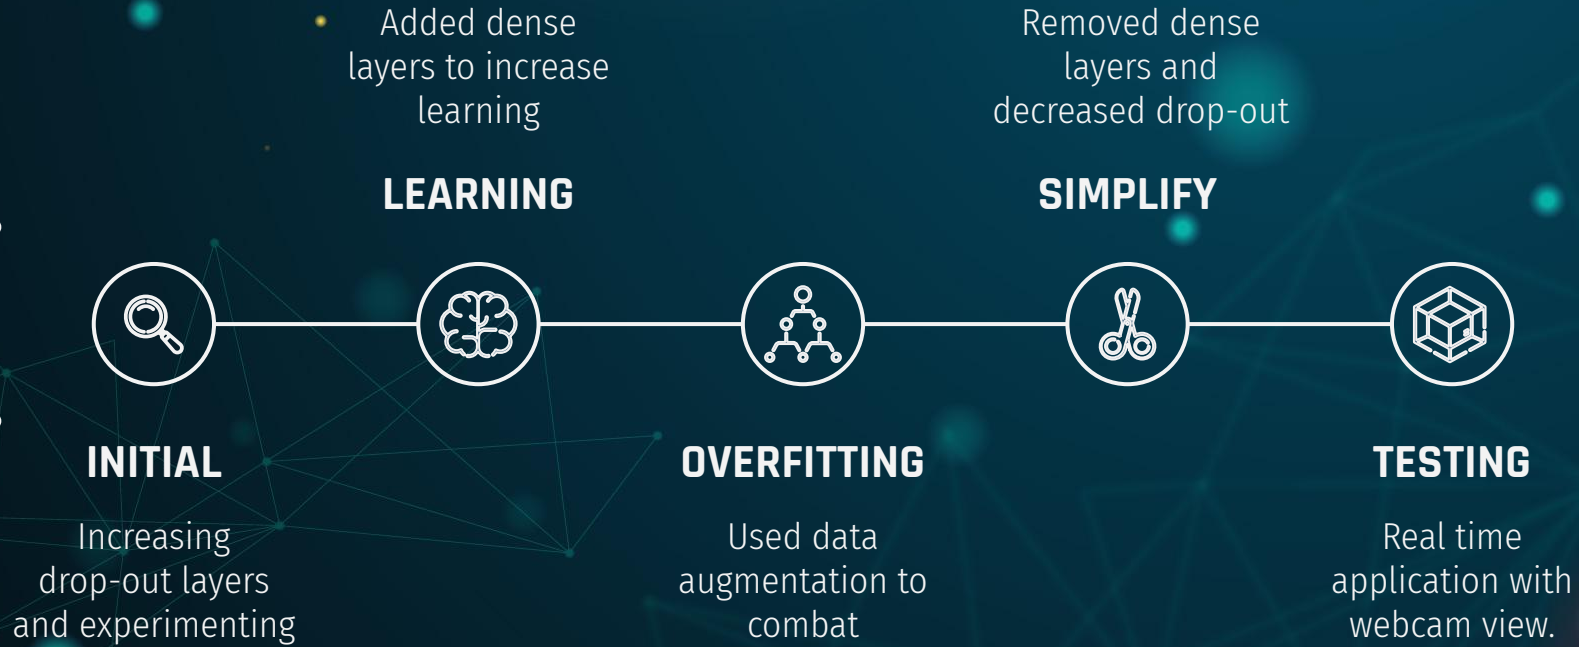 Added dense
layers to increase
learning
LEARNING
Removed dense
layers and
decreased drop-out
SIMPLIFY
INITIAL
Increasing
drop-out layers
and experimenting
OVERFITTING
Used data
augmentation to
combat
TESTING
Real time
application with
webcam view.